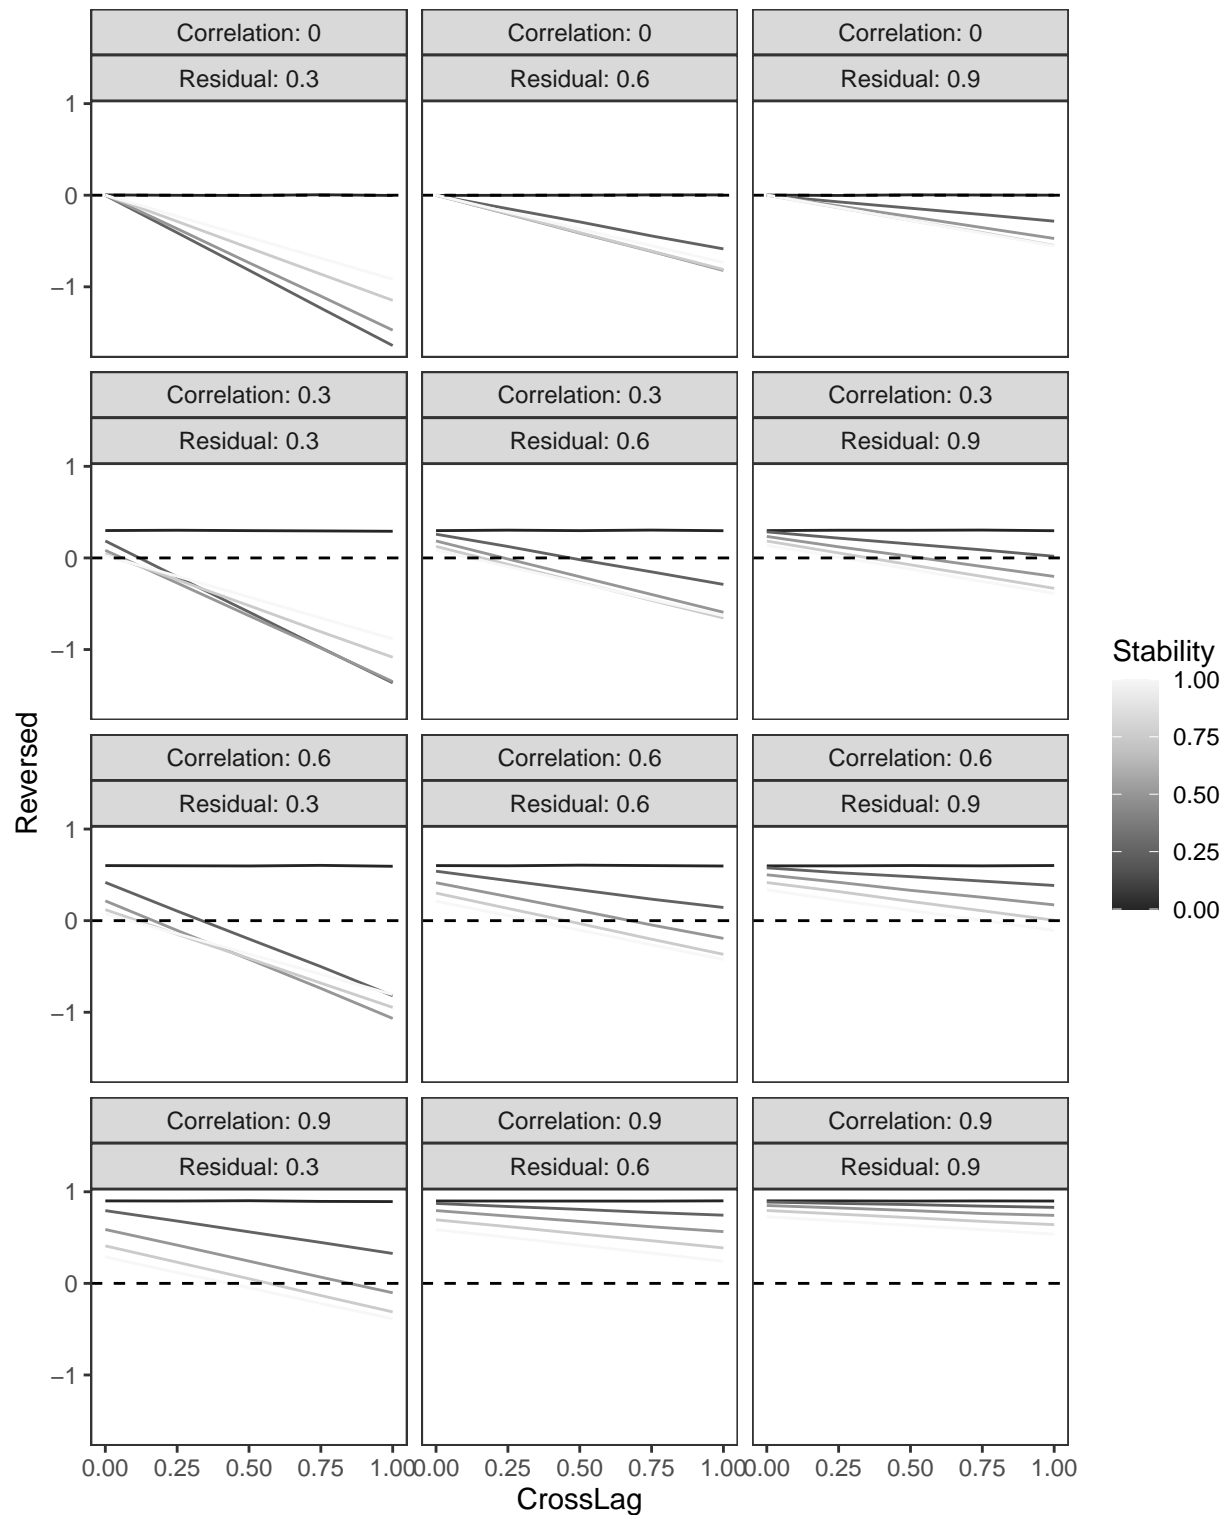 Correlation: 0
Correlation: 0
Correlation: 0
Residual: 0.3
Residual: 0.6
Residual: 0.9
1
0
−1
Correlation: 0.3
Correlation: 0.3
Correlation: 0.3
Residual: 0.3
Residual: 0.6
Residual: 0.9
1
0
−1
Correlation: 0.6
Correlation: 0.6
Correlation: 0.6
Residual: 0.3
Residual: 0.6
Residual: 0.9
1
0
−1
Correlation: 0.9
Correlation: 0.9
Correlation: 0.9
Residual: 0.3
Residual: 0.6
Residual: 0.9
1
0
−1
0.00 0.25 0.50 0.75 1.00
0.00 0.25 0.50 0.75 1.00
0.00 0.25 0.50 0.75 1.00
CrossLag
Reversed
Stability
1.00
0.75
0.50
0.25
0.00